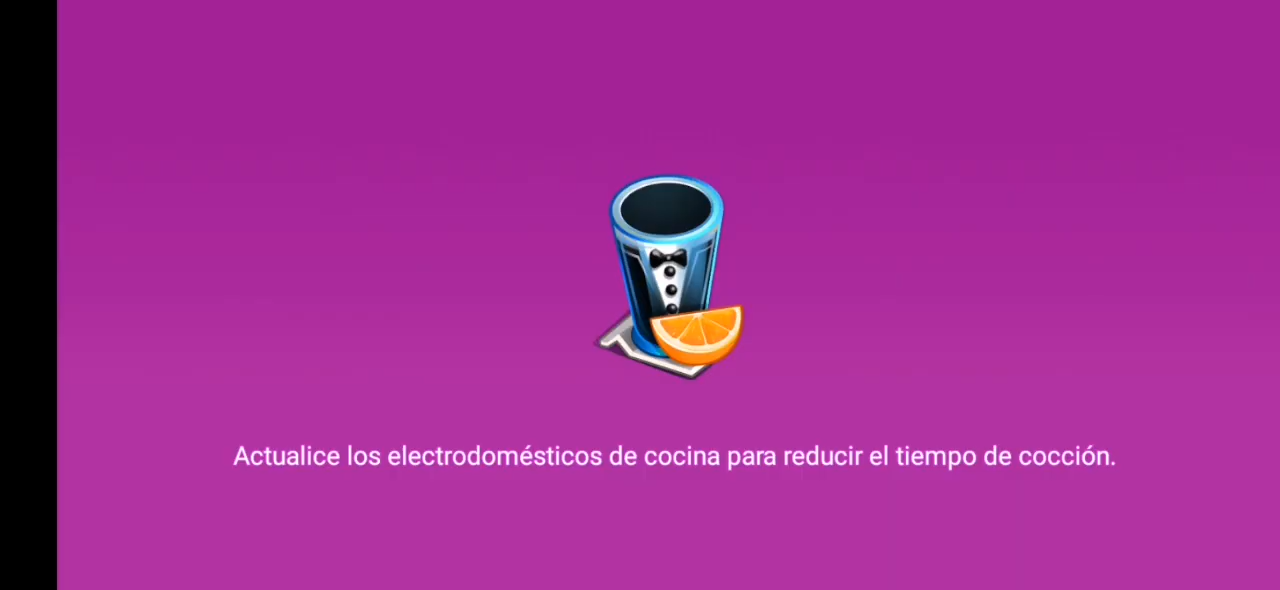 Actualice los electrodomésticos de cocina para reducir el tiempo de cocción.